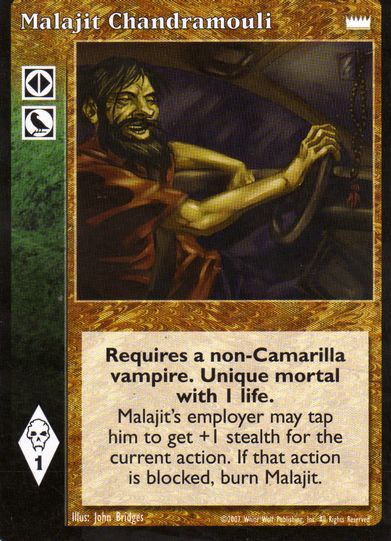 Malajit Chandramouli
Requires a non-Camarilla
vampire. Unique mortal
with 1 life.
Malajit's employer may tap
him to get +1 stealth for the
current action. If that action
is blocked, burn Malajit.
1
Illus: John Bridges
©2007 White Wolf Publishing, Inc. All Rights Reserved